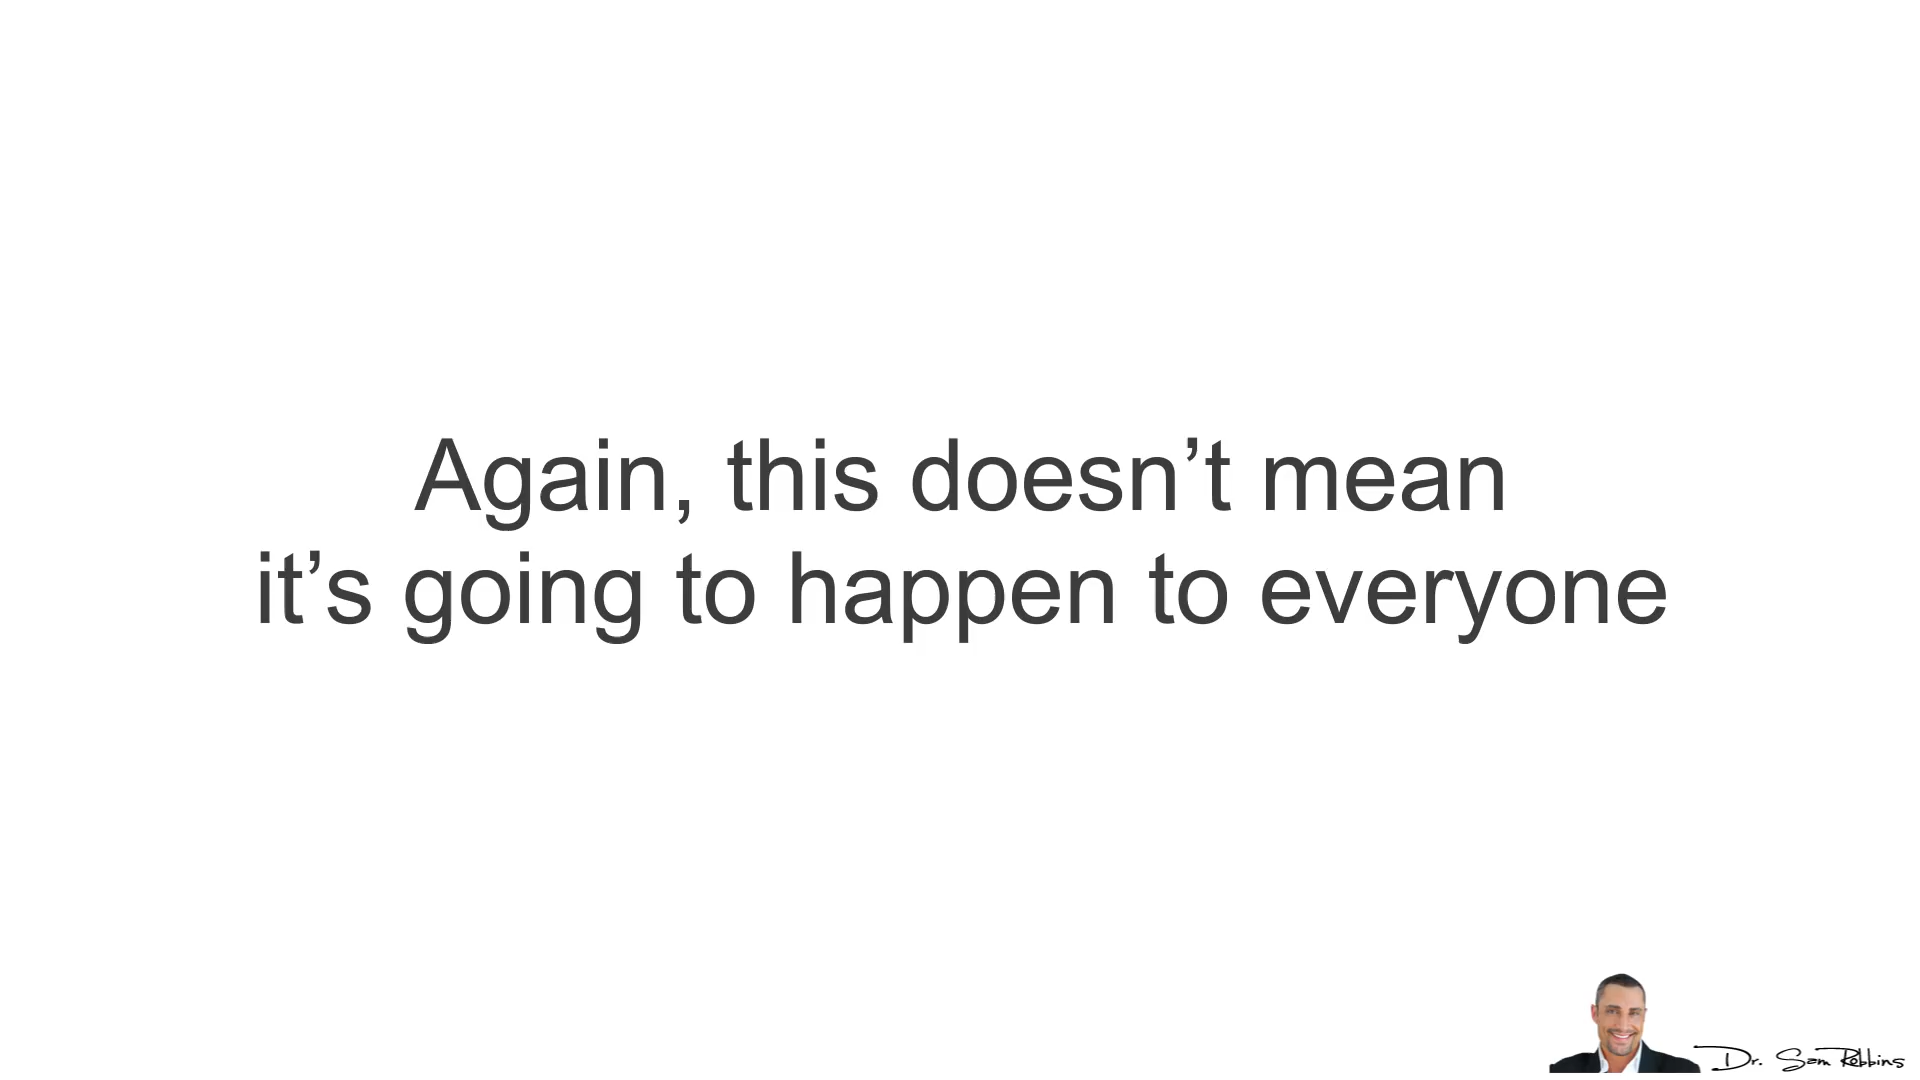 Again, this doesn’t mean
it’s going to happen to everyone
Dr. Sam Robbins